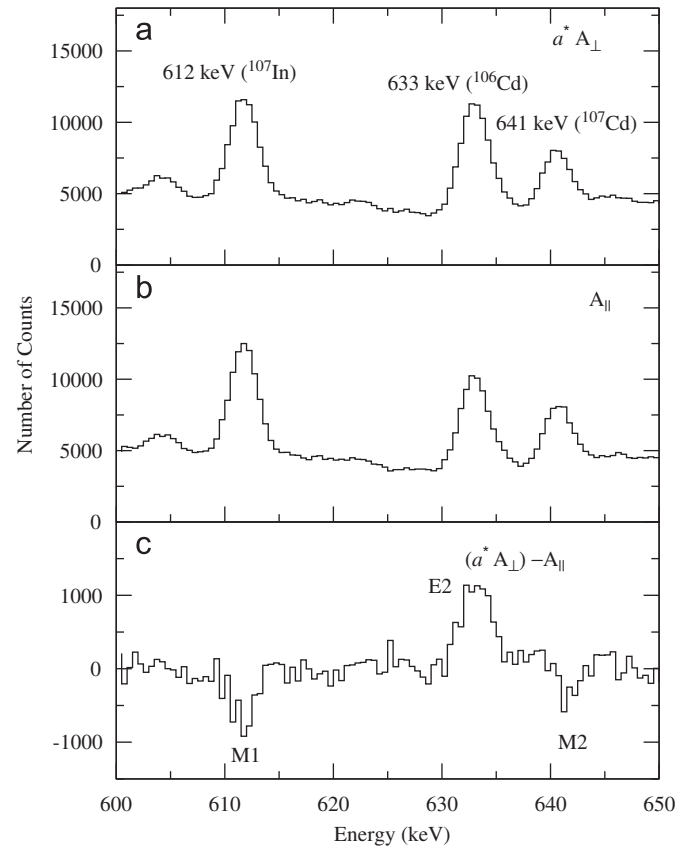 a
a* A⊥
15000
612 keV (¹⁰⁷In)
633 keV (¹⁰⁶Cd)
10000
641 keV (¹⁰⁷Cd)
5000
0
b
A||
15000
10000
5000
0
Number of Counts
c
(a* A⊥) −A||
E2
1000
0
-1000
M1
M2
600 610 620 630 640 650
Energy (keV)